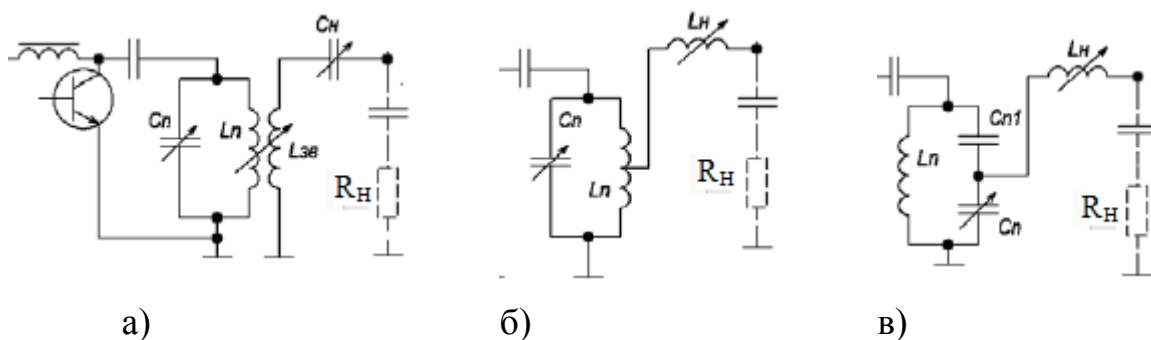 Cн Lн Lн
Cп Lп Lзв Cп Lп Lп Cп1 Cп
Rн Rн Rн
а) б) в)